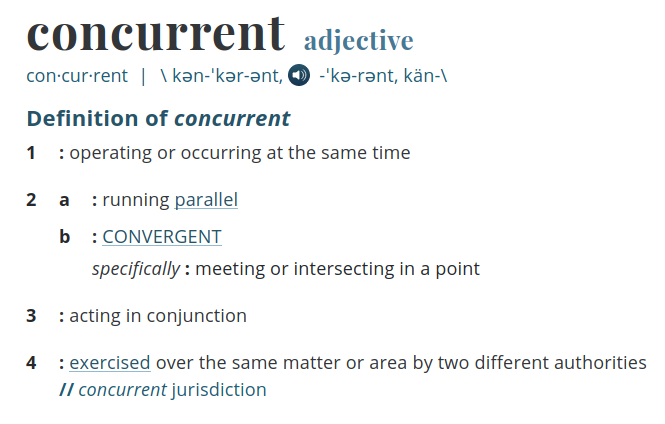 concurrent adjective
con·cur·rent | \ kən-ˈkər-ənt, -ˈkə-rənt, kän-\
Definition of concurrent
1 : operating or occurring at the same time
2 a : running parallel
b : CONVERGENT
specifically : meeting or intersecting in a point
3 : acting in conjunction
4 : exercised over the same matter or area by two different authorities
// concurrent jurisdiction